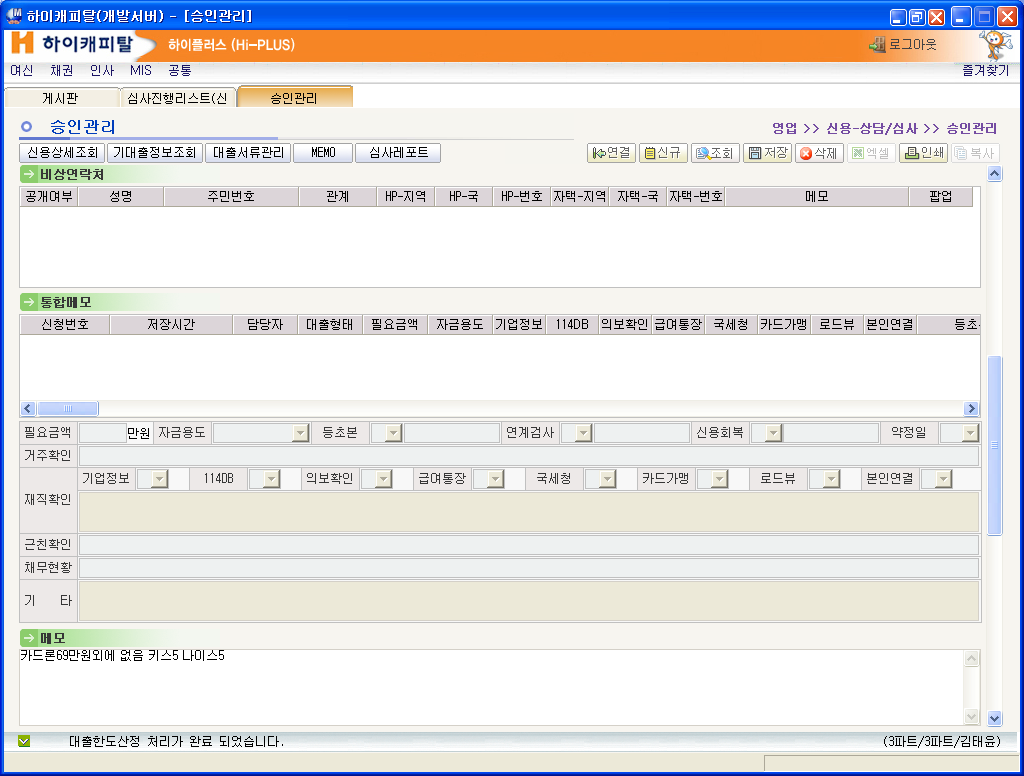 하이캐피탈(개발서버) - [승인관리]
하이캐피탈 하이플러스 (Hi-PLUS) 로그아웃
여신 채권 인사 MIS 공통 즐겨찾기
게시판 심사진행리스트(신 승인관리
승인관리 영업 >> 신용-상담/심사 >> 승인관리
신용상세조회 기대출정보조회 대출서류관리 MEMO 심사레포트 연결 신규 조회 저장 삭제 엑셀 인쇄 복사
비상연락처
공개여부 성명 주민번호 관계 HP-지역 HP-국 HP-번호 자택-지역 자택-국 자택-번호 메모 팝업
통합메모
신청번호 저장시간 담당자 대출형태 필요금액 자금용도 기업정보 114DB 의보확인 급여통장 국세청 카드가맹 로드뷰 본인연결 등초
필요금액 만원 자금용도 등초본 연계검사 신용회복 약정일
거주확인
기업정보 114DB 의보확인 급여통장 국세청 카드가맹 로드뷰 본인연결
재직확인
근친확인
채무현황
기 타
메모
카드론69만원외에 없음 키스5 나이스5
대출한도산정 처리가 완료 되었습니다. (3파트/3파트/김태윤)